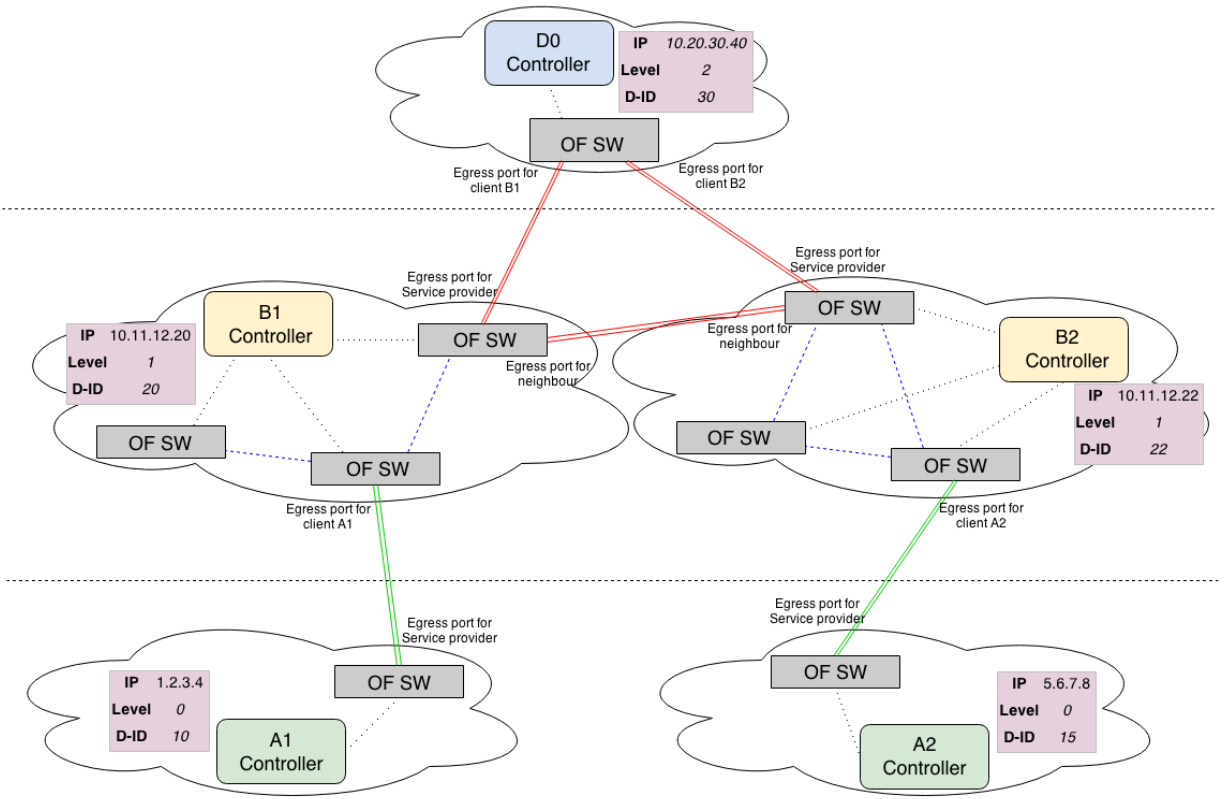 D0
Controller
IP 10.20.30.40
Level 2
D-ID 30
OF SW
Egress port for
client B1
Egress port for
client B2
Egress port for
Service provider
Egress port for
Service provider
B1
Controller
IP 10.11.12.20
Level 1
D-ID 20
OF SW
Egress port for
neighbour
OF SW
Egress port for
neighbour
B2
Controller
IP 10.11.12.22
Level 1
D-ID 22
OF SW
OF SW
OF SW
OF SW
Egress port for
client A1
Egress port for
client A2
Egress port for
Service provider
Egress port for
Service provider
OF SW
IP 1.2.3.4
Level 0
D-ID 10
A1
Controller
OF SW
IP 5.6.7.8
Level 0
D-ID 15
A2
Controller